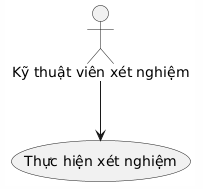 Kỹ thuật viên xét nghiệm
Thực hiện xét nghiệm